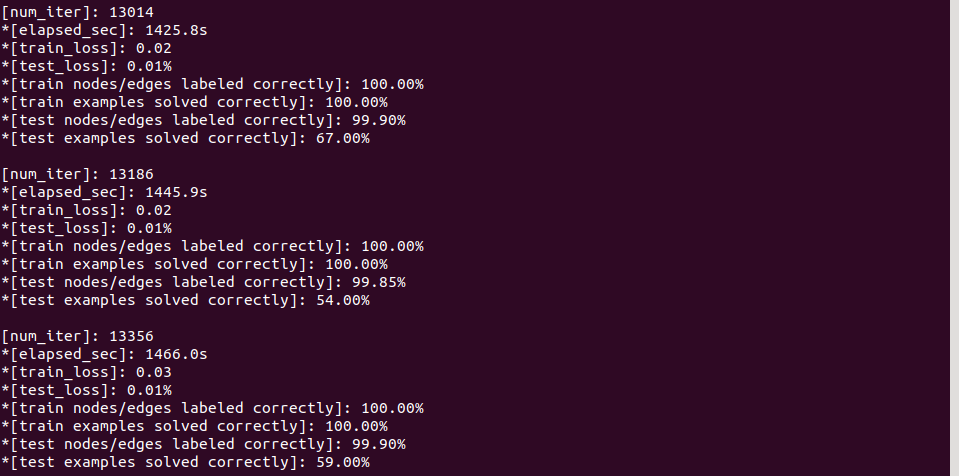 [num_iter]: 13014
*[elapsed_sec]: 1425.8s
*[train_loss]: 0.02
*[test_loss]: 0.01%
*[train nodes/edges labeled correctly]: 100.00%
*[train examples solved correctly]: 100.00%
*[test nodes/edges labeled correctly]: 99.90%
*[test examples solved correctly]: 67.00%
[num_iter]: 13186
*[elapsed_sec]: 1445.9s
*[train_loss]: 0.02
*[test_loss]: 0.01%
*[train nodes/edges labeled correctly]: 100.00%
*[train examples solved correctly]: 100.00%
*[test nodes/edges labeled correctly]: 99.85%
*[test examples solved correctly]: 54.00%
[num_iter]: 13356
*[elapsed_sec]: 1466.0s
*[train_loss]: 0.03
*[test_loss]: 0.01%
*[train nodes/edges labeled correctly]: 100.00%
*[train examples solved correctly]: 100.00%
*[test nodes/edges labeled correctly]: 99.90%
*[test examples solved correctly]: 59.00%